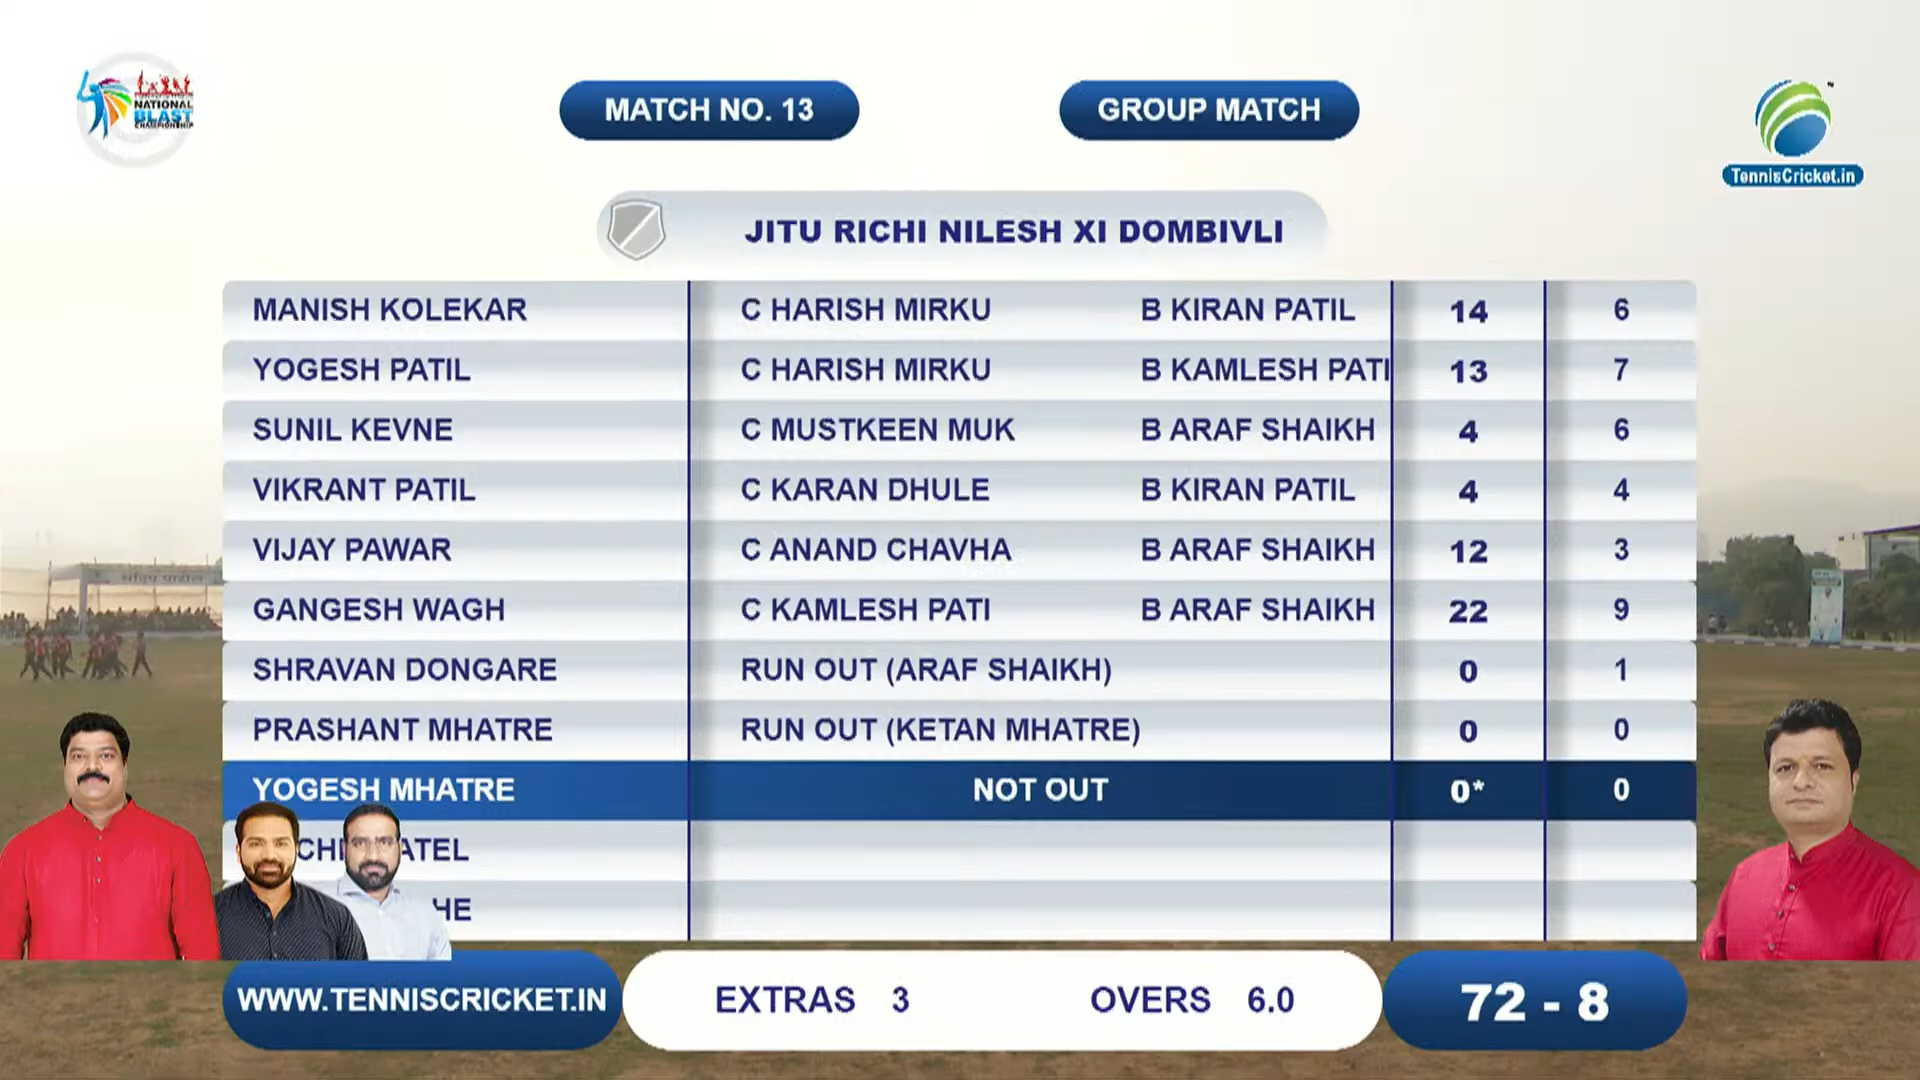 NATIONAL
BLAST
CHAMPIONSHIP
MATCH NO. 13
GROUP MATCH
TennisCricket.in
JITU RICHI NILESH XI DOMBIVLI
MANISH KOLEKAR C HARISH MIRKU B KIRAN PATIL 14 6
YOGESH PATIL C HARISH MIRKU B KAMLESH PATI 13 7
SUNIL KEVNE C MUSTKEEN MUK B ARAF SHAIKH 4 6
VIKRANT PATIL C KARAN DHULE B KIRAN PATIL 4 4
VIJAY PAWAR C ANAND CHAVHA B ARAF SHAIKH 12 3
GANGESH WAGH C KAMLESH PATI B ARAF SHAIKH 22 9
SHRAVAN DONGARE RUN OUT (ARAF SHAIKH) 0 1
PRASHANT MHATRE RUN OUT (KETAN MHATRE) 0 0
YOGESH MHATRE NOT OUT 0* 0
WWW.TENNISCRICKET.IN EXTRAS 3 OVERS 6.0 72 - 8